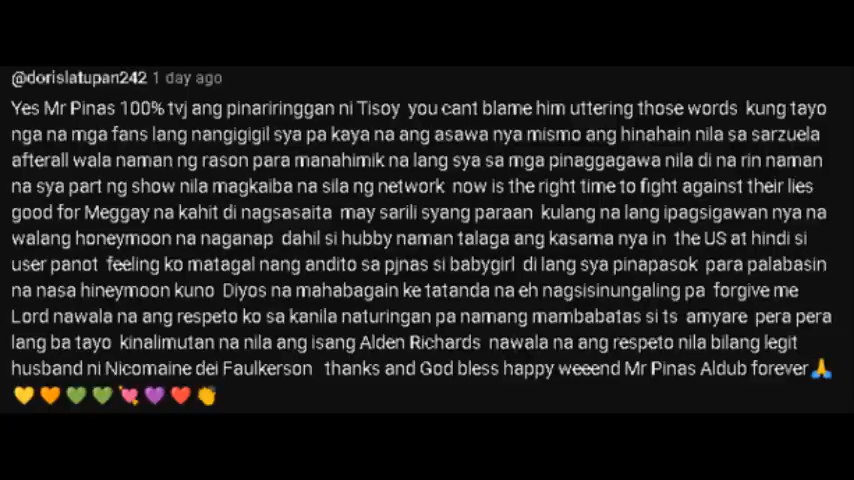 @dorislatupan242 1 day ago
Yes Mr Pinas 100% tvj ang pinariringgan ni Tisoy you cant blame him uttering those words kung tayo
nga na mga fans lang nangigigil sya pa kaya na ang asawa nya mismo ang hinahain nila sa sarzuela
afterall wala naman ng rason para manahimik na lang sya sa mga pinaggagawa nila di na rin naman
na sya part ng show nila magkaiba na sila ng network now is the right time to fight against their lies
good for Meggay na kahit di nagsasaita may sarili syang paraan kulang na lang ipagsigawan nya na
walang honeymoon na naganap dahil si hubby naman talaga ang kasama nya in the US at hindi si
user panot feeling ko matagal nang andito sa pjnas si babygirl di lang sya pinapasok para palabasin
na nasa hineymoon kuno Diyos na mahabagin ke tatanda na eh nagsisinungaling pa forgive me
Lord nawala na ang respeto ko sa kanila naturingan pa namang mambabatas si ts amyare pera pera
lang ba tayo kinalimutan na nila ang isang Alden Richards nawala na ang respeto nila bilang legit
husband ni Nicomaine dei Faulkerson thanks and God bless happy weeend Mr Pinas Aldub forever🙏
💛🧡💚💚💘💜❤️👏